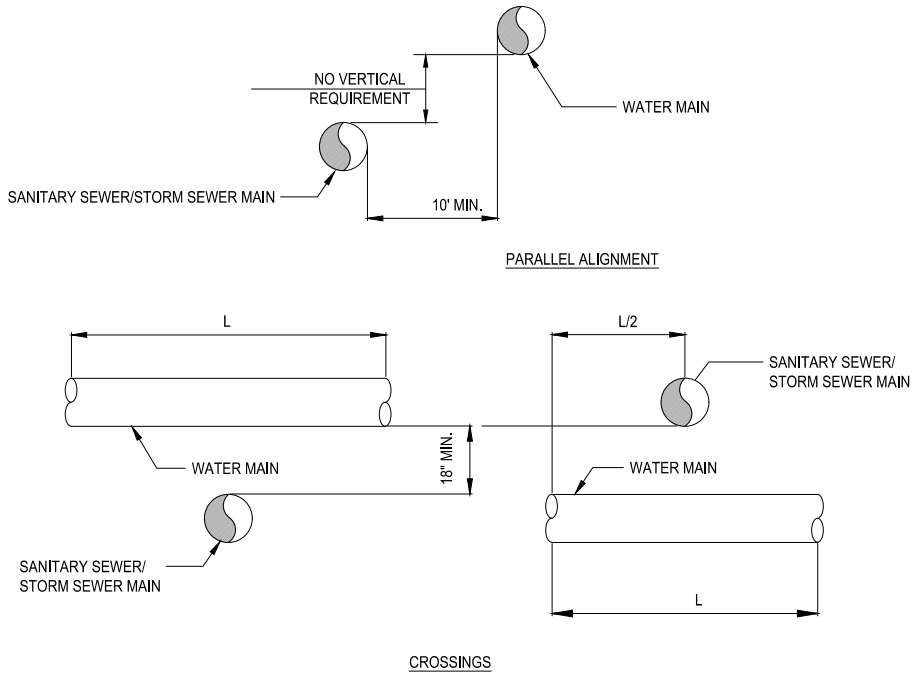 NO VERTICAL
REQUIREMENT
WATER MAIN
SANITARY SEWER/STORM SEWER MAIN
10' MIN.
PARALLEL ALIGNMENT
L
L/2
SANITARY SEWER/
STORM SEWER MAIN
18" MIN.
WATER MAIN
WATER MAIN
SANITARY SEWER/
STORM SEWER MAIN
L
CROSSINGS